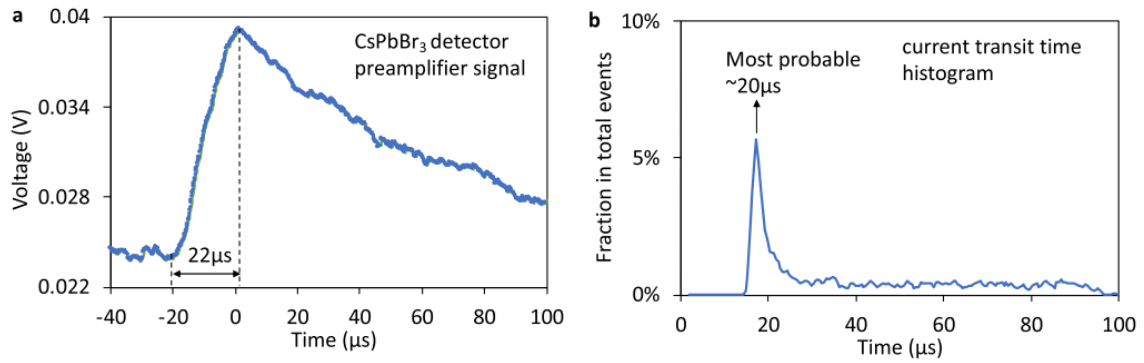 a
0.04
0.034
0.028
0.022
Voltage (V)
CsPbBr₃ detector
preamplifier signal
22μs
-40 -20 0 20 40 60 80 100
Time (μs)
b
10%
5%
0%
Fraction in total events
Most probable
~20μs
current transit time
histogram
0 20 40 60 80 100
Time (μs)